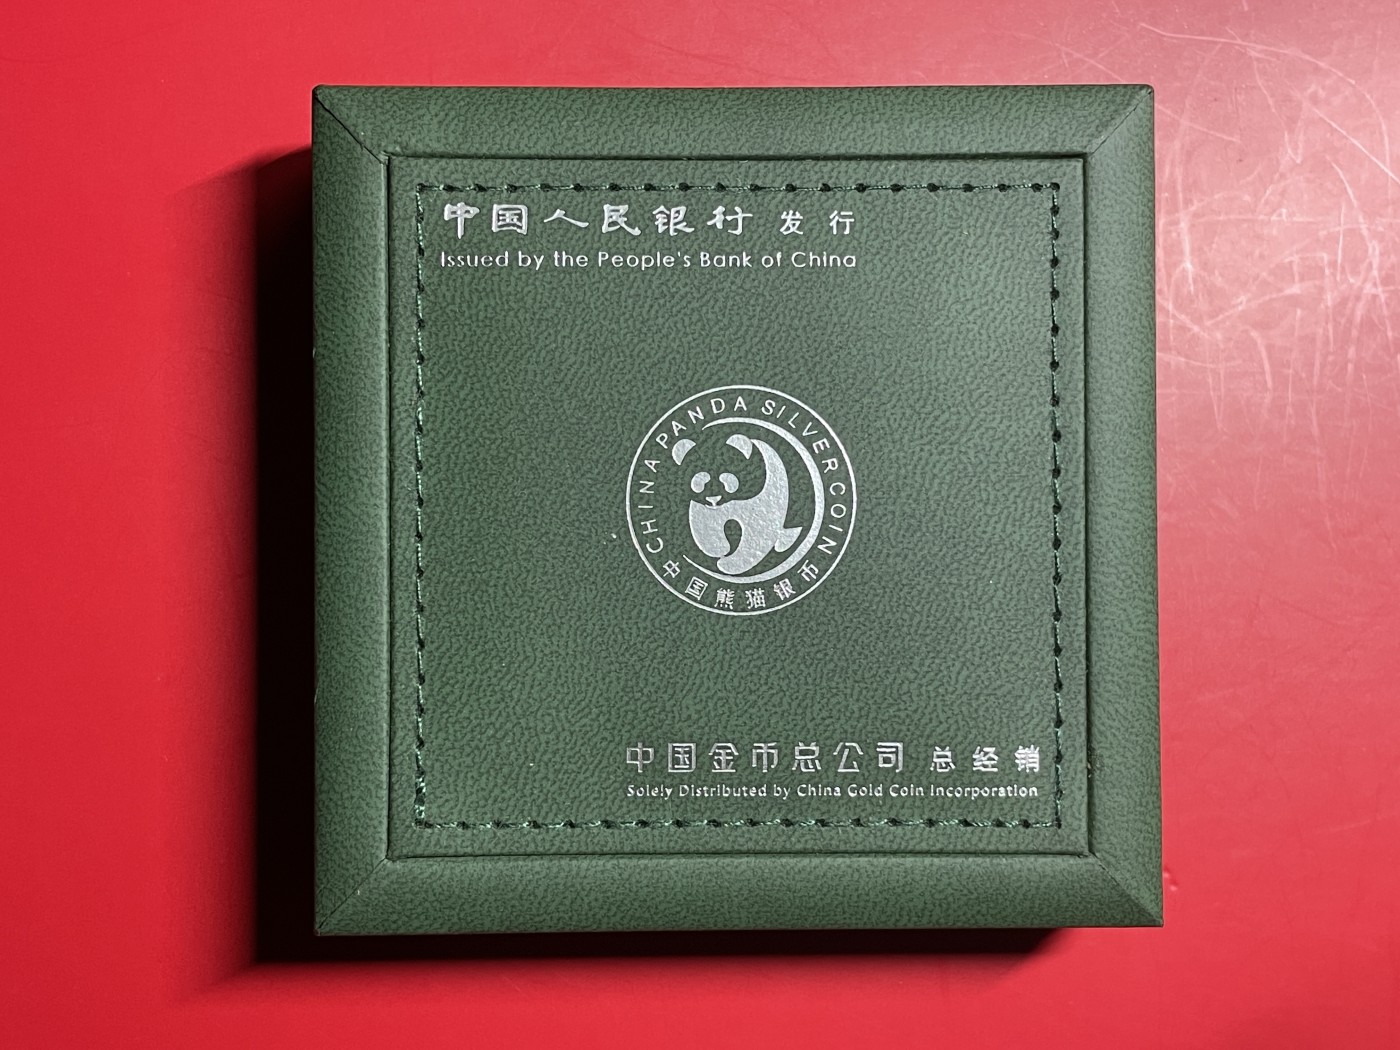 中国人民银行 发行
Issued by the People's Bank of China
CHINA PANDA SILVER COIN
中国熊猫银币
中国金币总公司 总经销
Solely Distributed by China Gold Coin Incorporation